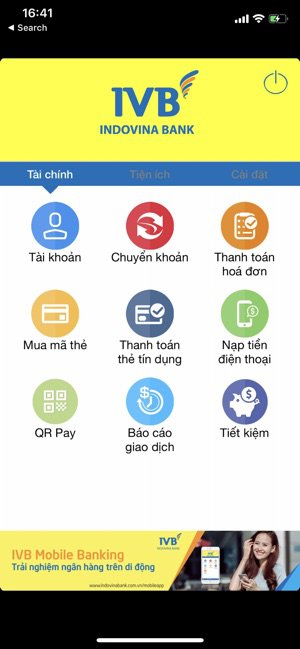 16:41
Search
IVB
INDOVINA BANK
Tài chính Tiện ích Cài đặt
Tài khoản Chuyển khoản Thanh toán
hoá đơn
Mua mã thẻ Thanh toán
thẻ tín dụng Nạp tiền
điện thoại
QR Pay Báo cáo
giao dịch Tiết kiệm
IVB
INDOVINA BANK
IVB Mobile Banking
Trải nghiệm ngân hàng trên di động
www.indovinabank.com.vn/mobileapp